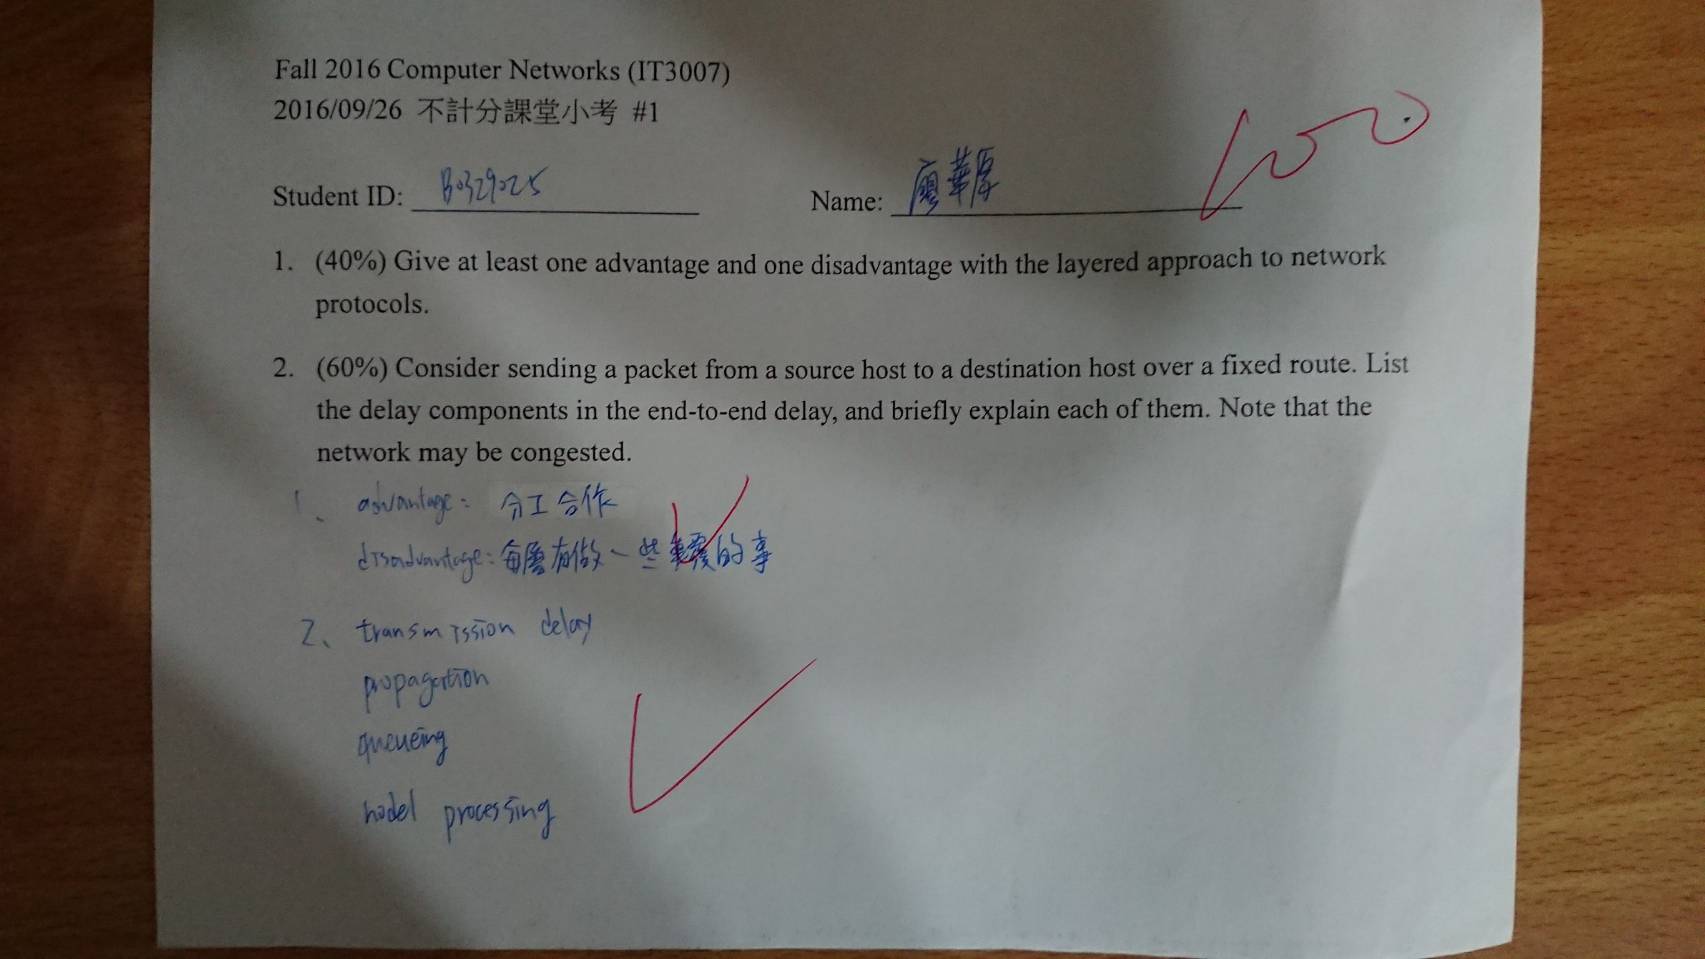 Fall 2016 Computer Networks (IT3007)
2016/09/26 不計分課堂小考 #1
Student ID: B0329025 Name: 廖華厚
100
1. (40%) Give at least one advantage and one disadvantage with the layered approach to network
protocols.
2. (60%) Consider sending a packet from a source host to a destination host over a fixed route. List
the delay components in the end-to-end delay, and briefly explain each of them. Note that the
network may be congested.
1、 advantage: 分工合作
disadvantage: 每層有做一些重覆的事
2、 transmission delay
propagation
queueing
nodel processing